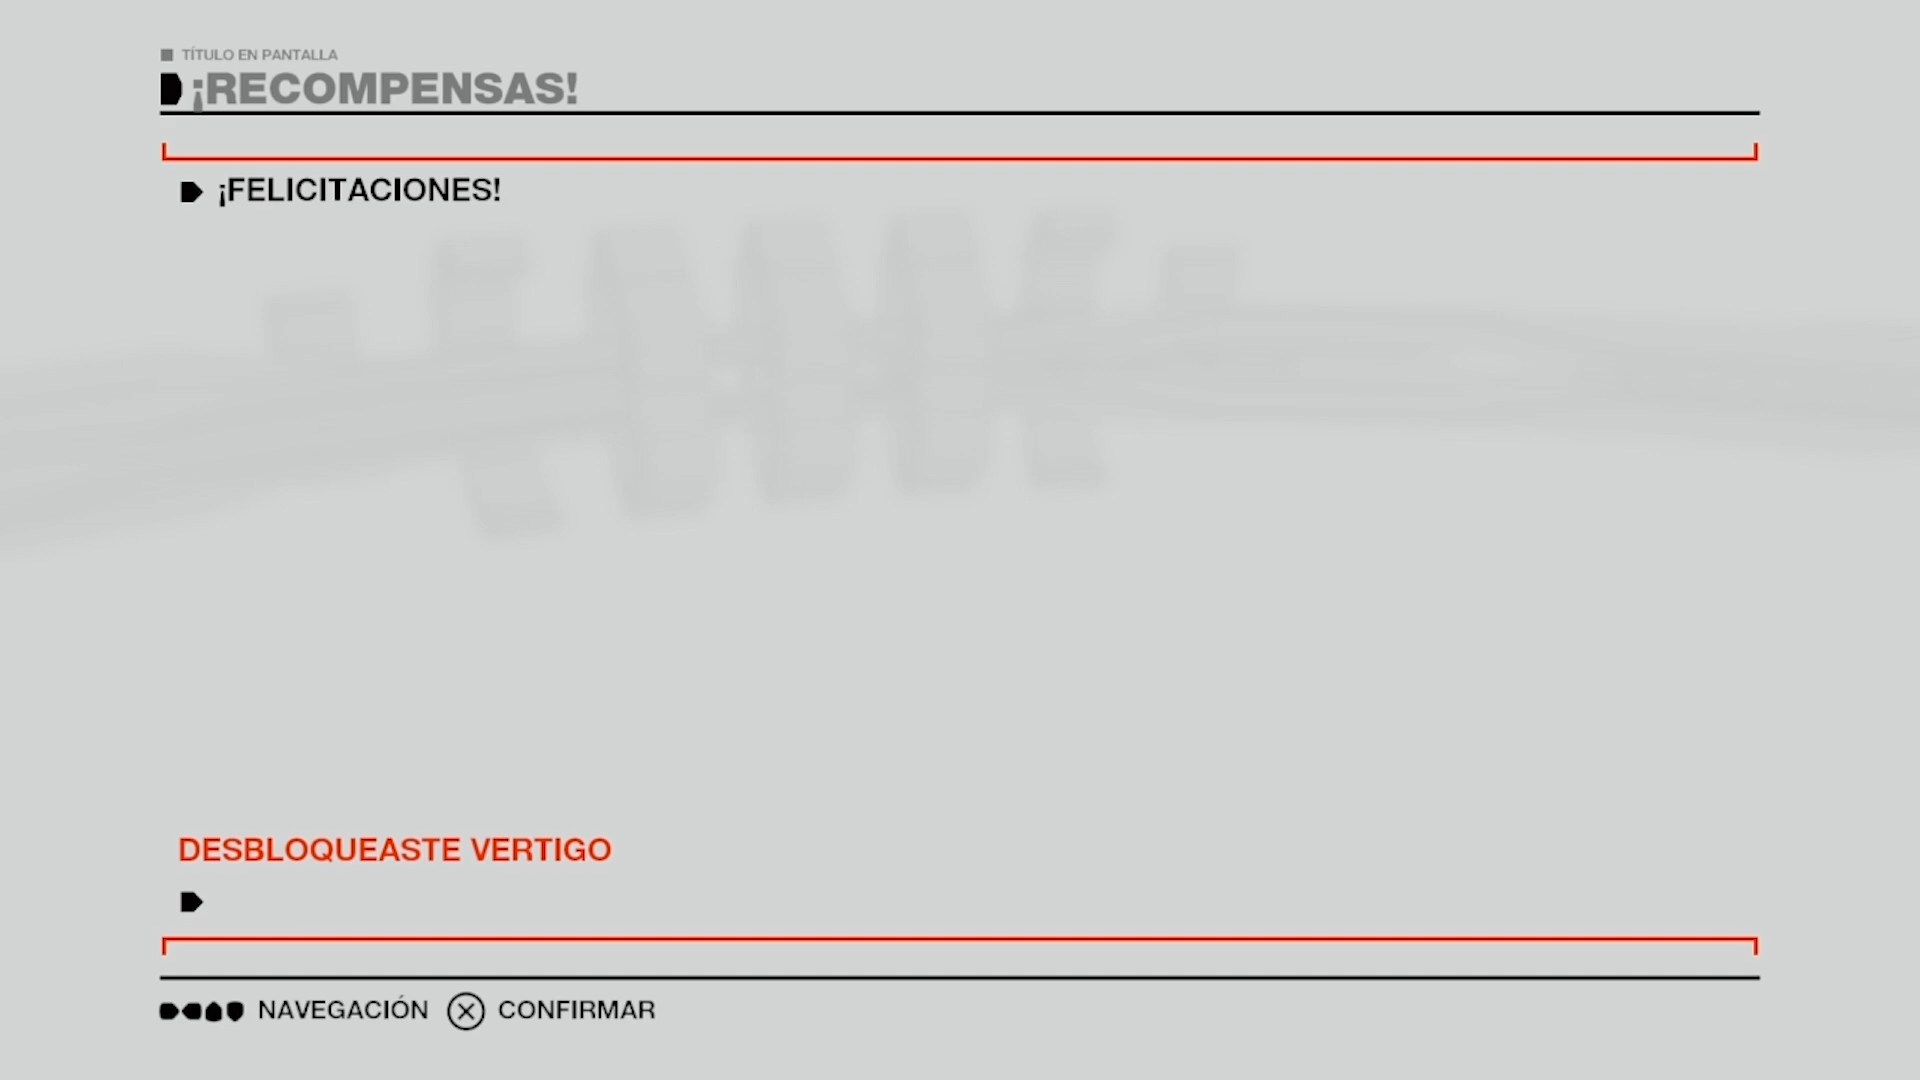 TÍTULO EN PANTALLA
¡RECOMPENSAS!
¡FELICITACIONES!
DESBLOQUEASTE VERTIGO
NAVEGACIÓN CONFIRMAR